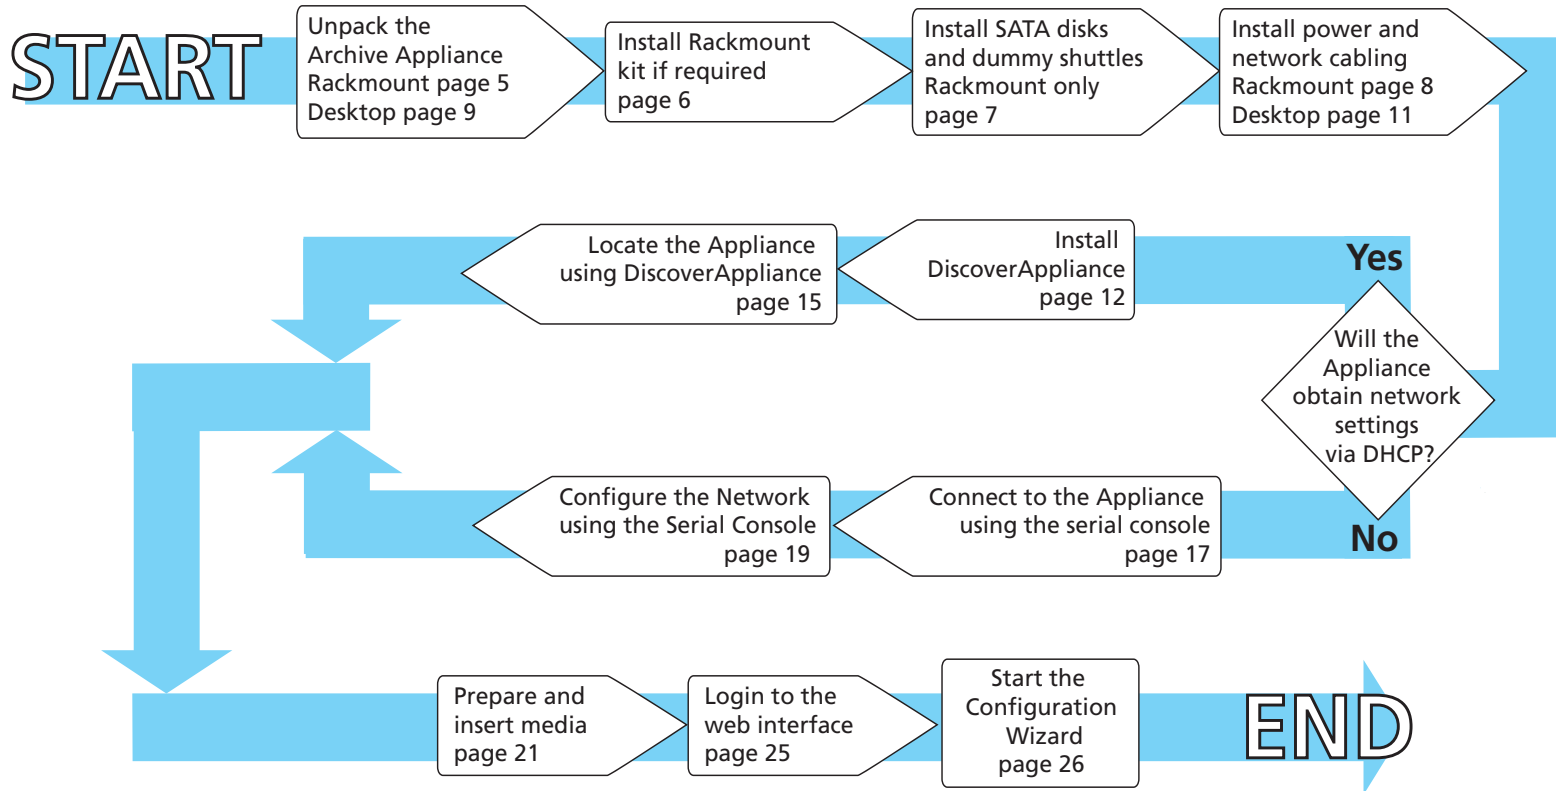 START
Unpack the
Archive Appliance
Rackmount page 5
Desktop page 9
Install Rackmount
kit if required
page 6
Install SATA disks
and dummy shuttles
Rackmount only
page 7
Install power and
network cabling
Rackmount page 8
Desktop page 11
Will the
Appliance
obtain network
settings
via DHCP?
Yes
Install
DiscoverAppliance
page 12
Locate the Appliance
using DiscoverAppliance
page 15
No
Connect to the Appliance
using the serial console
page 17
Configure the Network
using the Serial Console
page 19
Prepare and
insert media
page 21
Login to the
web interface
page 25
Start the
Configuration
Wizard
page 26
END